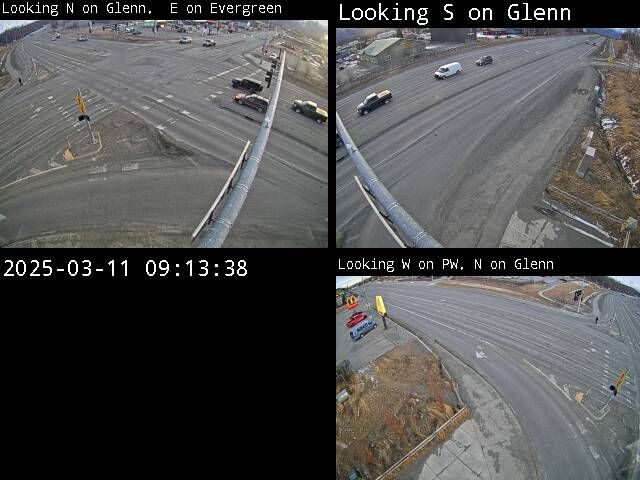 Looking N on Glenn,  E on Evergreen
Looking S on Glenn
2025-03-11 09:13:38
Looking W on PW, N on Glenn